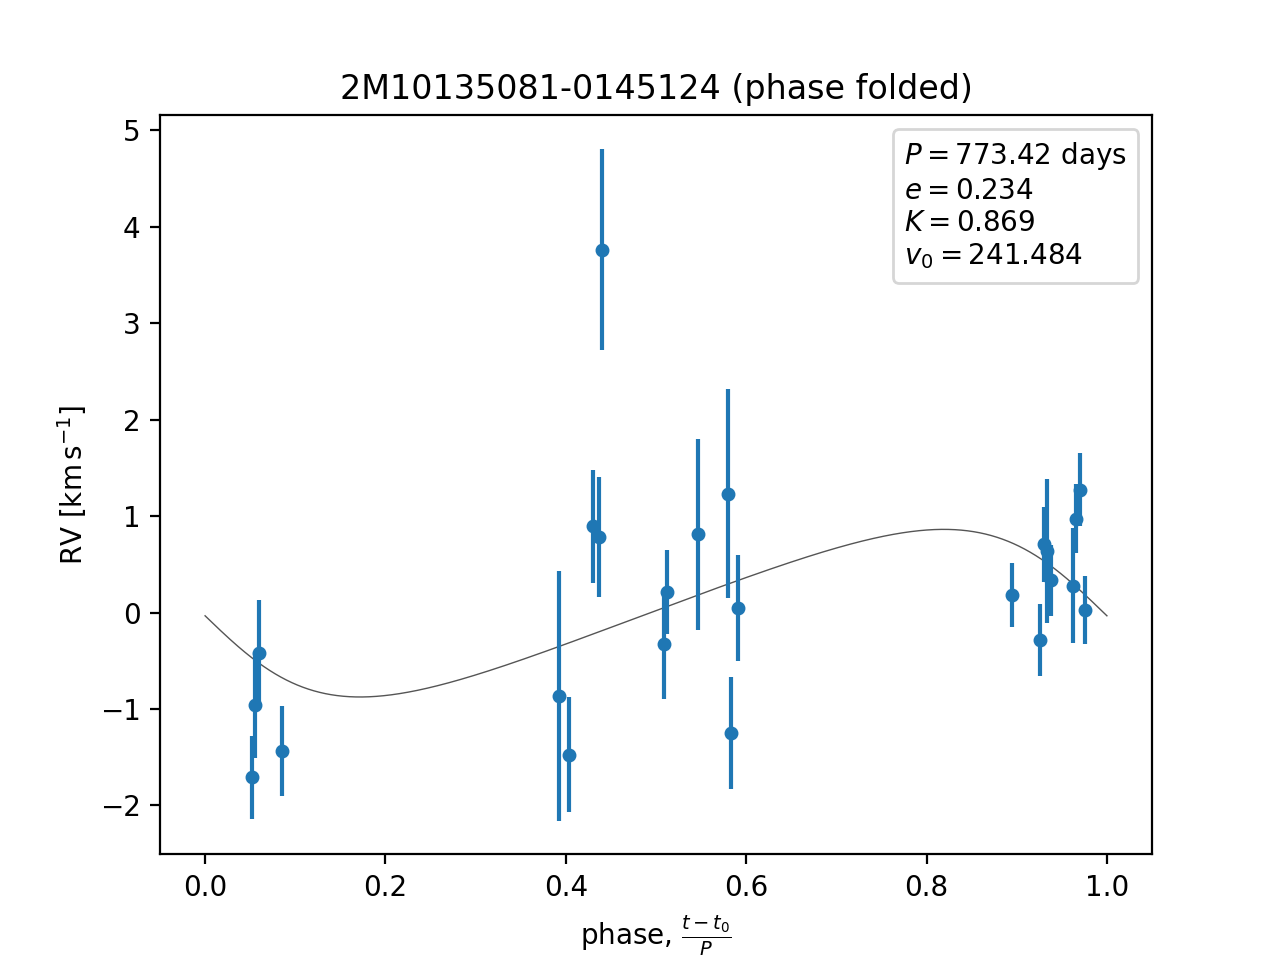 2M10135081-0145124 (phase folded)
P = 773.42 days
e = 0.234
K = 0.869
v₀ = 241.484
5
4
3
2
1
0
−1
−2
RV [km s⁻¹]
0.0 0.2 0.4 0.6 0.8 1.0
phase, (t − t₀)/P